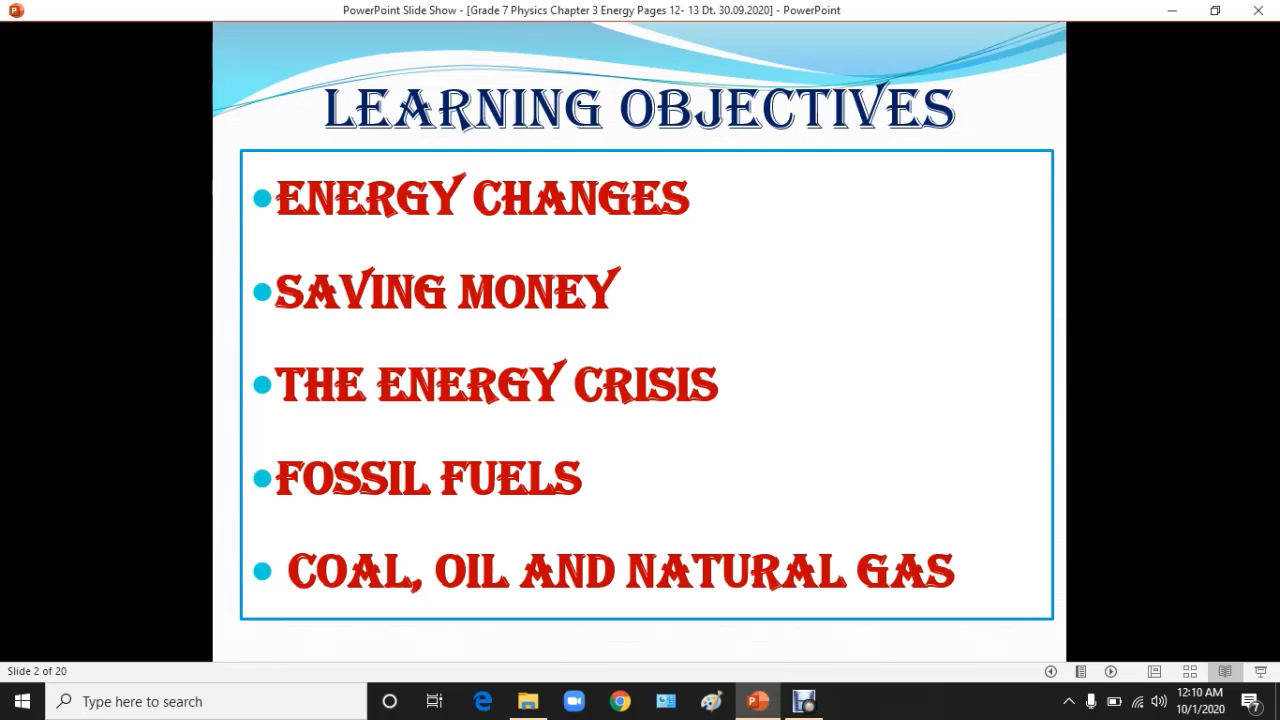 PowerPoint Slide Show - [Grade 7 Physics Chapter 3 Energy Pages 12- 13 Dt. 30.09.2020] - PowerPoint
LEARNING OBJECTIVES
•ENERGY CHANGES
•SAVING MONEY
•THE ENERGY CRISIS
•FOSSIL FUELS
• COAL, OIL AND NATURAL GAS
Slide 2 of 20
Type here to search
12:10 AM
10/1/2020
7